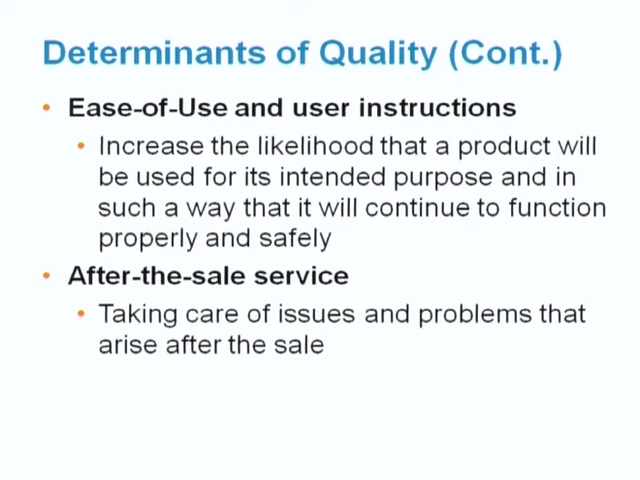 Determinants of Quality (Cont.)
• Ease-of-Use and user instructions
• Increase the likelihood that a product will
be used for its intended purpose and in
such a way that it will continue to function
properly and safely
• After-the-sale service
• Taking care of issues and problems that
arise after the sale